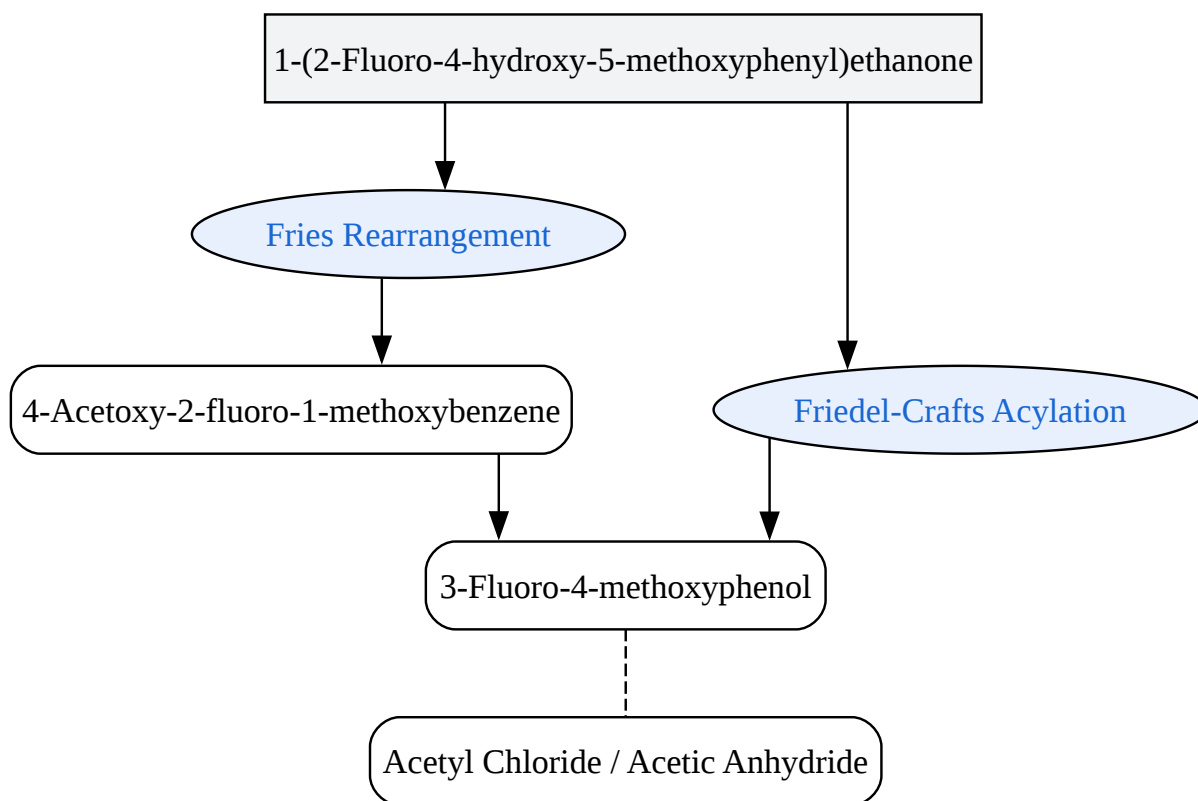 1-(2-Fluoro-4-hydroxy-5-methoxyphenyl)ethanone
Fries Rearrangement
4-Acetoxy-2-fluoro-1-methoxybenzene
Friedel-Crafts Acylation
3-Fluoro-4-methoxyphenol
Acetyl Chloride / Acetic Anhydride